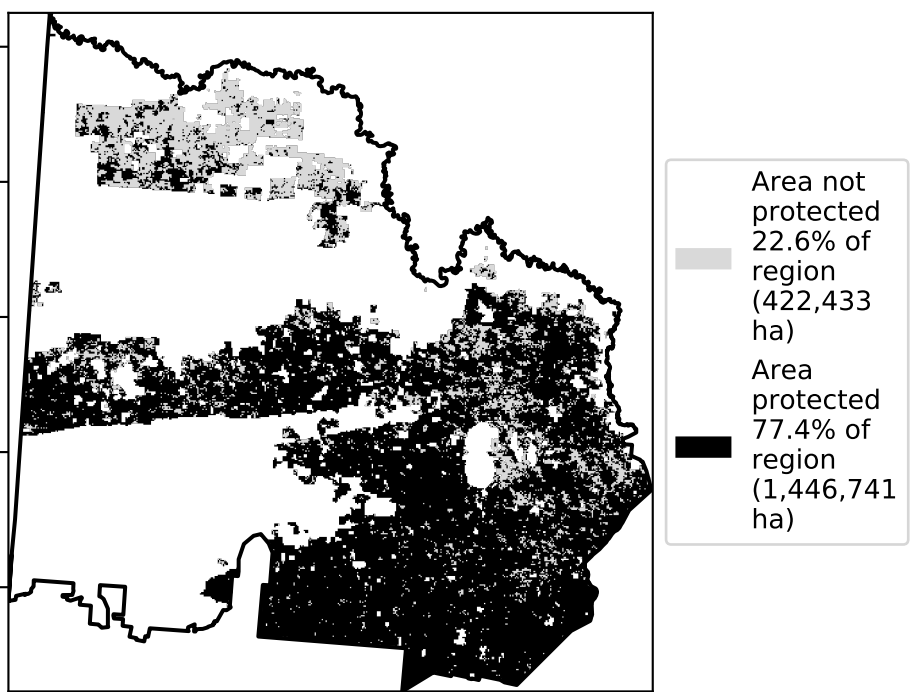 Area not
protected
22.6% of
region
(422,433
ha)
Area
protected
77.4% of
region
(1,446,741
ha)